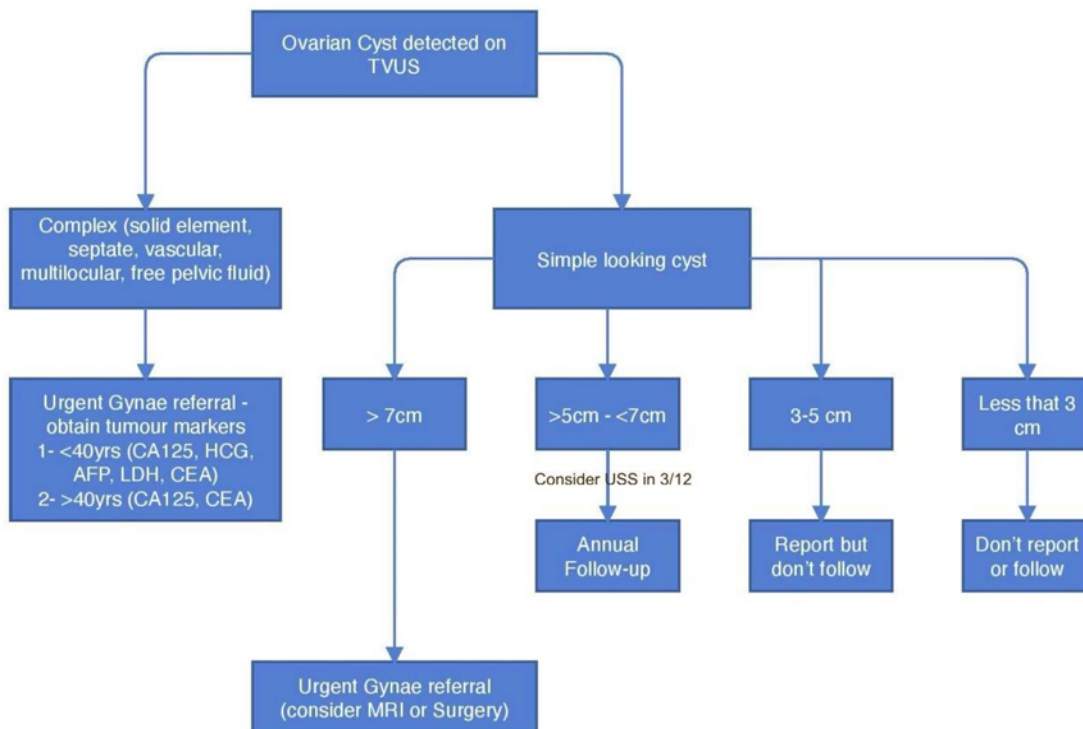 Ovarian Cyst detected on
TVUS
Complex (solid element,
septate, vascular,
multilocular, free pelvic fluid)
Simple looking cyst
Urgent Gynae referral -
obtain tumour markers
1- <40yrs (CA125, HCG,
AFP, LDH, CEA)
2- >40yrs (CA125, CEA)
> 7cm
>5cm - <7cm
3-5 cm
Less that 3
cm
Consider USS in 3/12
Annual
Follow-up
Report but
don't follow
Don't report
or follow
Urgent Gynae referral
(consider MRI or Surgery)